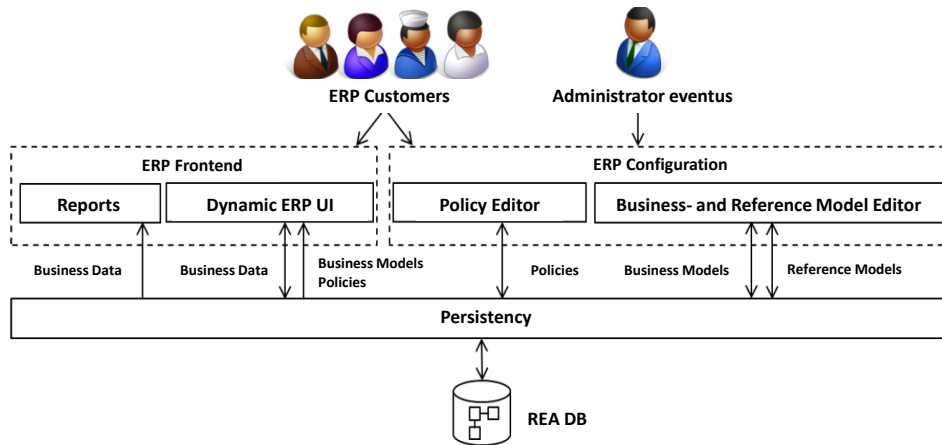 ERP Customers
Administrator eventus
ERP Frontend
ERP Configuration
Reports
Dynamic ERP UI
Policy Editor
Business- and Reference Model Editor
Business Data
Business Data
Business Models
Policies
Policies
Business Models
Reference Models
Persistency
REA DB